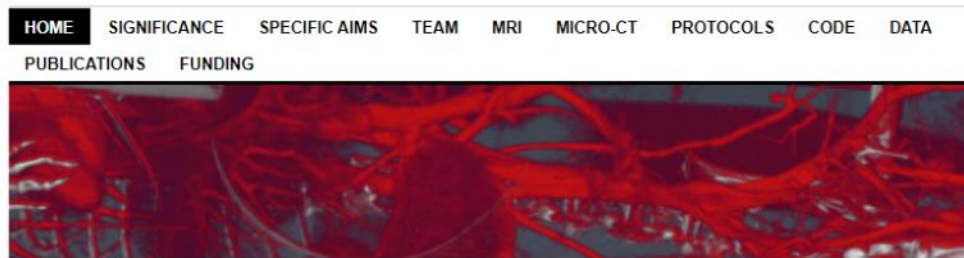 HOME SIGNIFICANCE SPECIFIC AIMS TEAM MRI MICRO-CT PROTOCOLS CODE DATA
PUBLICATIONS FUNDING